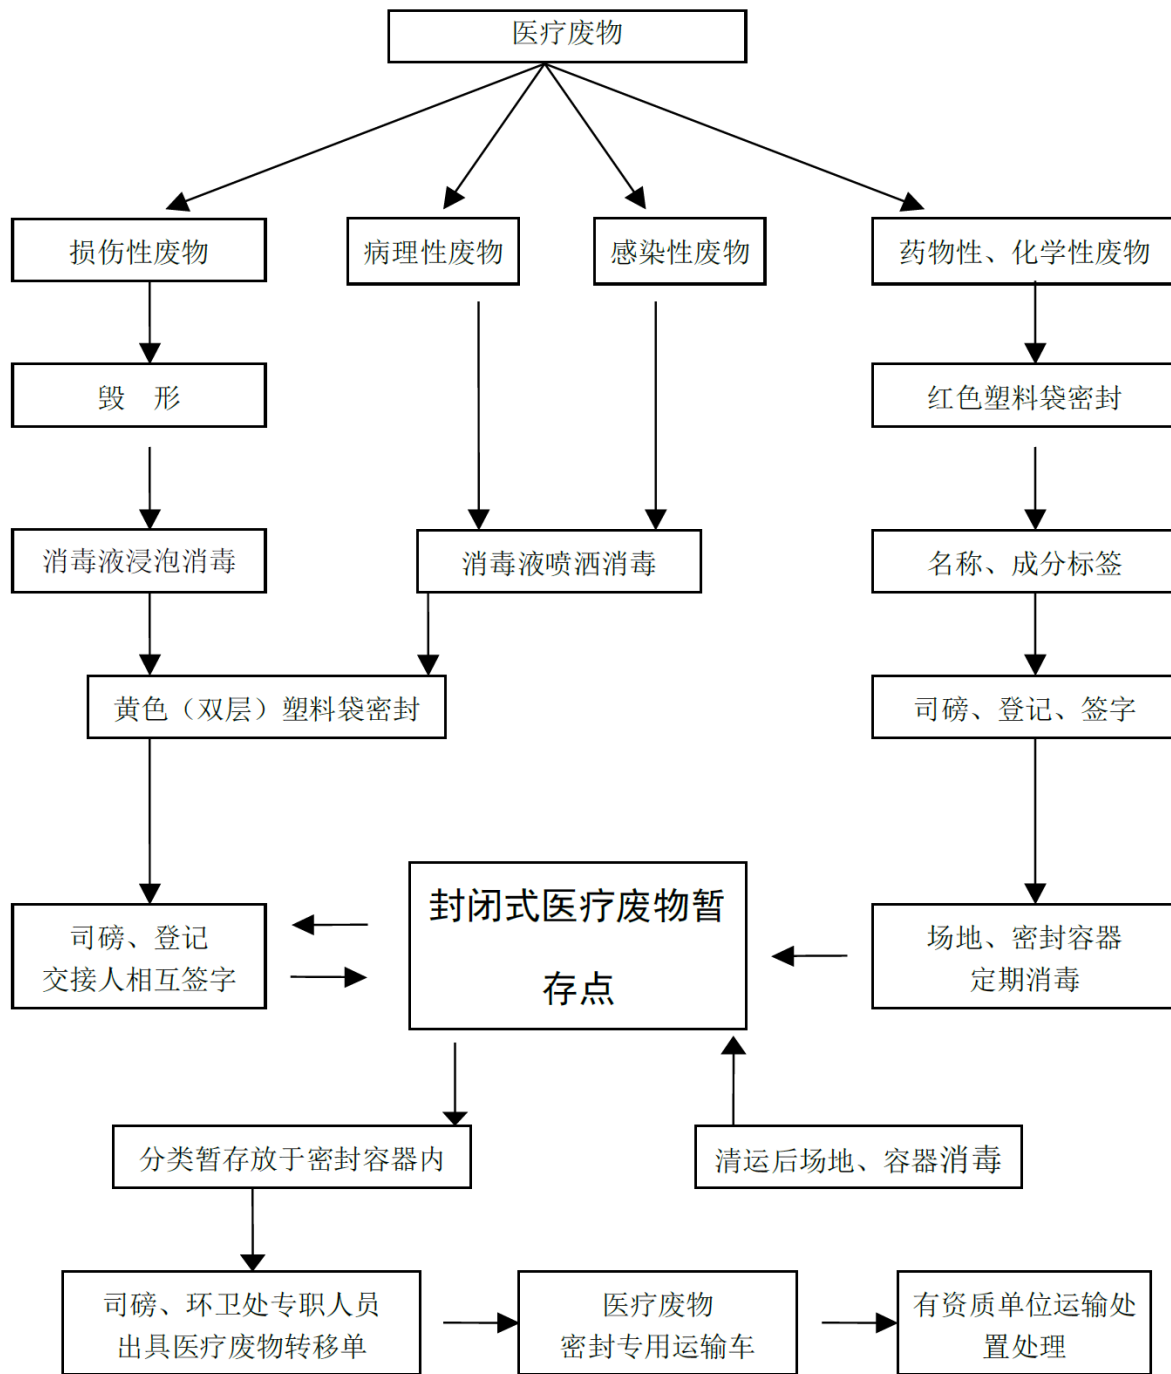 医疗废物
损伤性废物
病理性废物
感染性废物
药物性、化学性废物
毁 形
红色塑料袋密封
消毒液浸泡消毒
消毒液喷洒消毒
名称、成分标签
黄色（双层）塑料袋密封
司磅、登记、签字
司磅、登记
交接人相互签字
封闭式医疗废物暂
存点
场地、密封容器
定期消毒
分类暂存放于密封容器内
清运后场地、容器消毒
司磅、环卫处专职人员
出具医疗废物转移单
医疗废物
密封专用运输车
有资质单位运输处
置处理